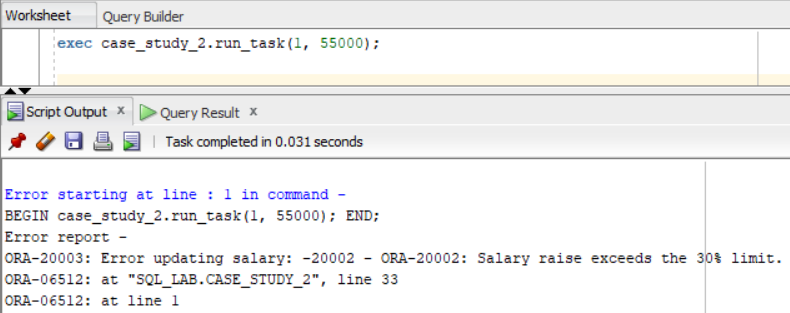 Worksheet Query Builder
exec case_study_2.run_task(1, 55000);
Script Output x Query Result x
Task completed in 0.031 seconds
Error starting at line : 1 in command -
BEGIN case_study_2.run_task(1, 55000); END;
Error report -
ORA-20003: Error updating salary: -20002 - ORA-20002: Salary raise exceeds the 30% limit.
ORA-06512: at "SQL_LAB.CASE_STUDY_2", line 33
ORA-06512: at line 1